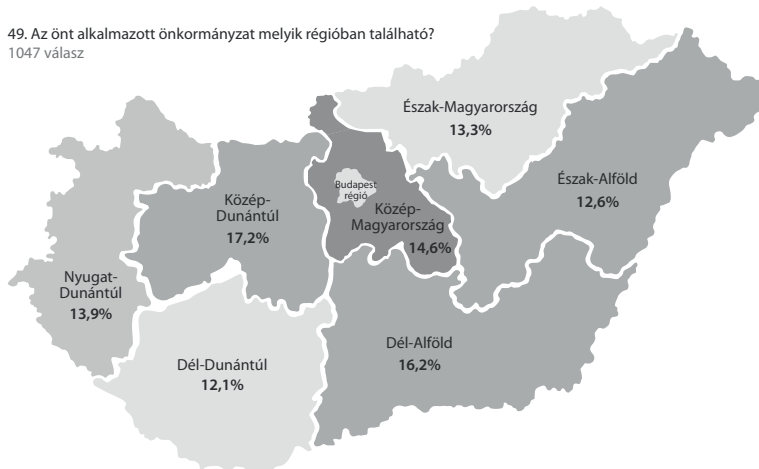 49. Az önt alkalmazott önkormányzat melyik régióban található?
1047 válasz
Észak-Magyarország
13,3%
Észak-Alföld
12,6%
Budapest
régió
Közép-
Magyarország
14,6%
Közép-
Dunántúl
17,2%
Nyugat-
Dunántúl
13,9%
Dél-Alföld
16,2%
Dél-Dunántúl
12,1%